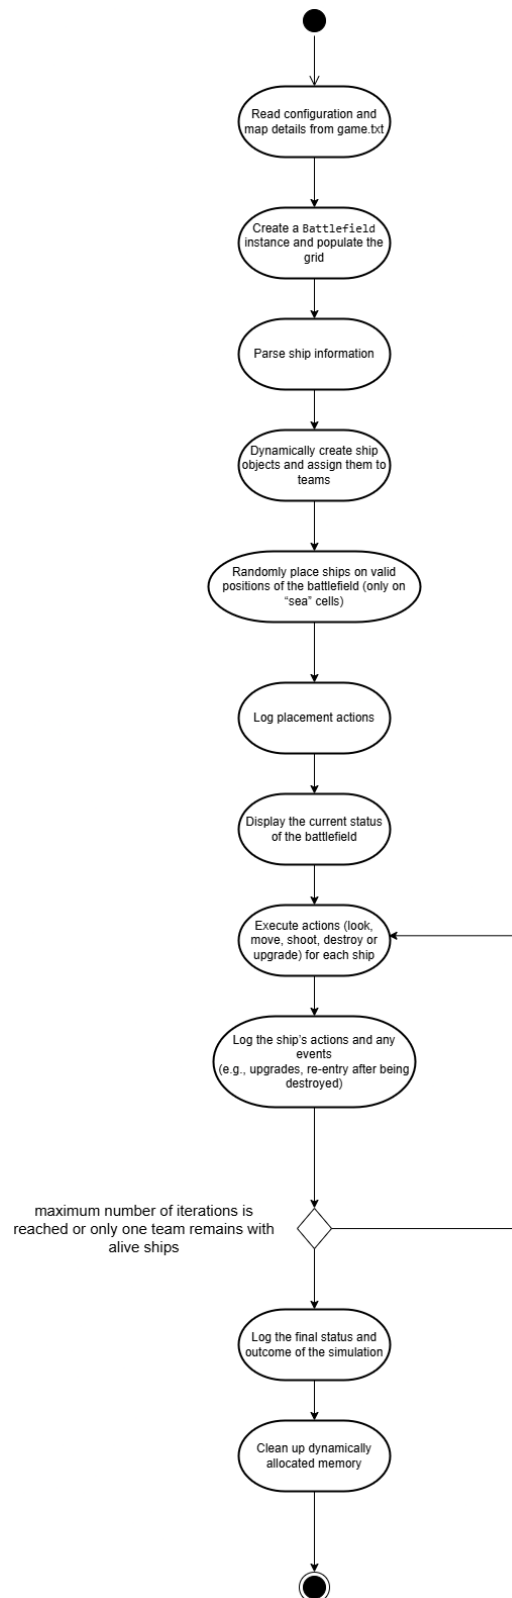 Read configuration and
map details from game.txt
Create a Battlefield
instance and populate the
grid
Parse ship information
Dynamically create ship
objects and assign them to
teams
Randomly place ships on valid
positions of the battlefield (only on
“sea” cells)
Log placement actions
Display the current status
of the battlefield
Execute actions (look,
move, shoot, destroy or
upgrade) for each ship
Log the ship’s actions and any
events
(e.g., upgrades, re-entry after being
destroyed)
maximum number of iterations is
reached or only one team remains with
alive ships
Log the final status and
outcome of the simulation
Clean up dynamically
allocated memory